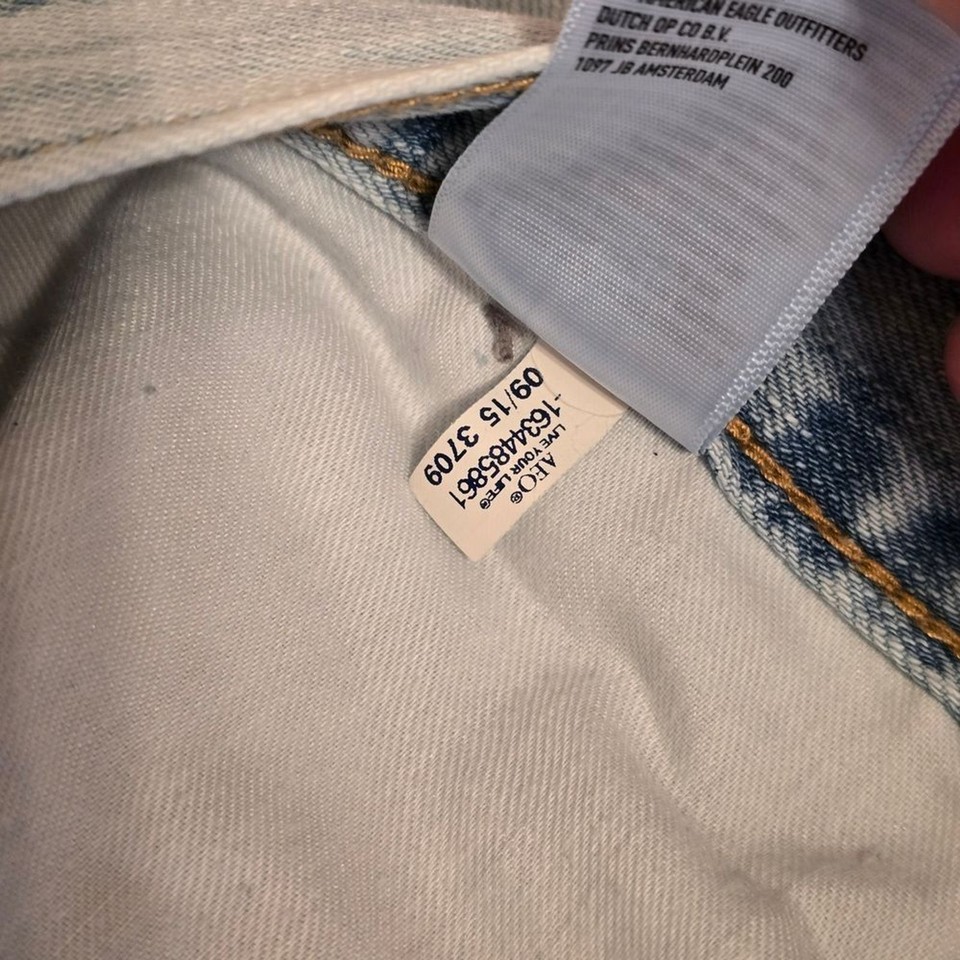 AMERICAN EAGLE OUTFITTERS
DUTCH OP CO B.V.
PRINS BERNHARDPLEIN 200
1097 JB AMSTERDAM
AEO®
LIVE YOUR LIFE®
1634485861
09/15 3709